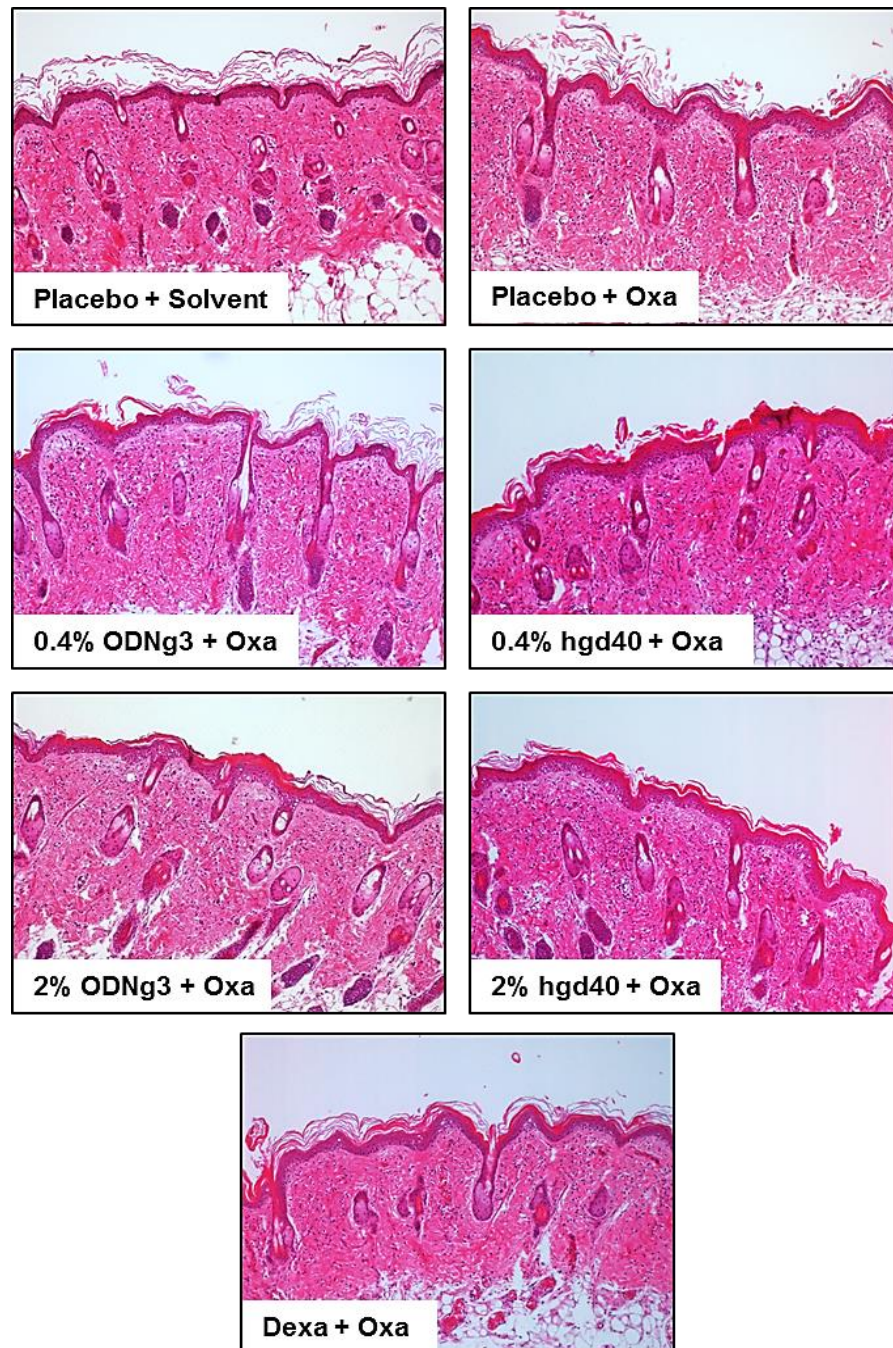 Placebo + Solvent
Placebo + Oxa
0.4% ODNg3 + Oxa
0.4% hgd40 + Oxa
2% ODNg3 + Oxa
2% hgd40 + Oxa
Dexa + Oxa